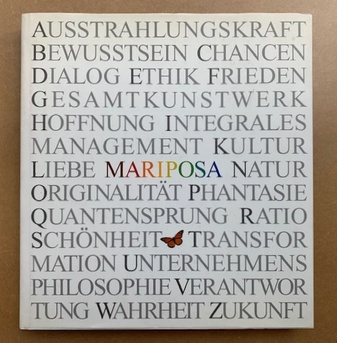 AUSSTRAHLUNGSKRAFT
BEWUSSTSEIN CHANCEN
DIALOG ETHIK FRIEDEN
GESAMTKUNSTWERK
HOFFNUNG INTEGRALES
MANAGEMENT KULTUR
LIEBE MARIPOSA NATUR
ORIGINALITÄT PHANTASIE
QUANTENSPRUNG RATIO
SCHÖNHEIT TRANSFOR
MATION UNTERNEHMENS
PHILOSOPHIE VERANTWOR
TUNG WAHRHEIT ZUKUNFT